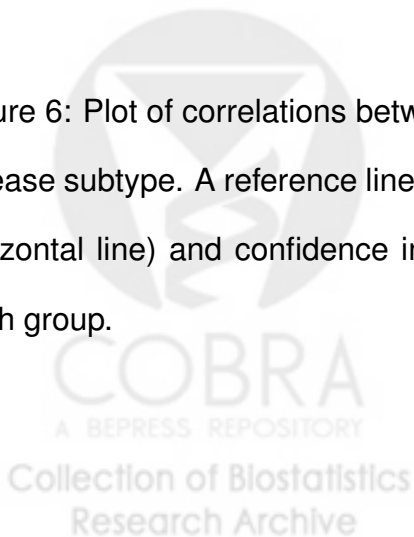 ure 6: Plot of correlations betw
ease subtype. A reference line
zontal line) and confidence in
h group.
COBRA
A BEPRESS REPOSITORY
Collection of Biostatistics
Research Archive